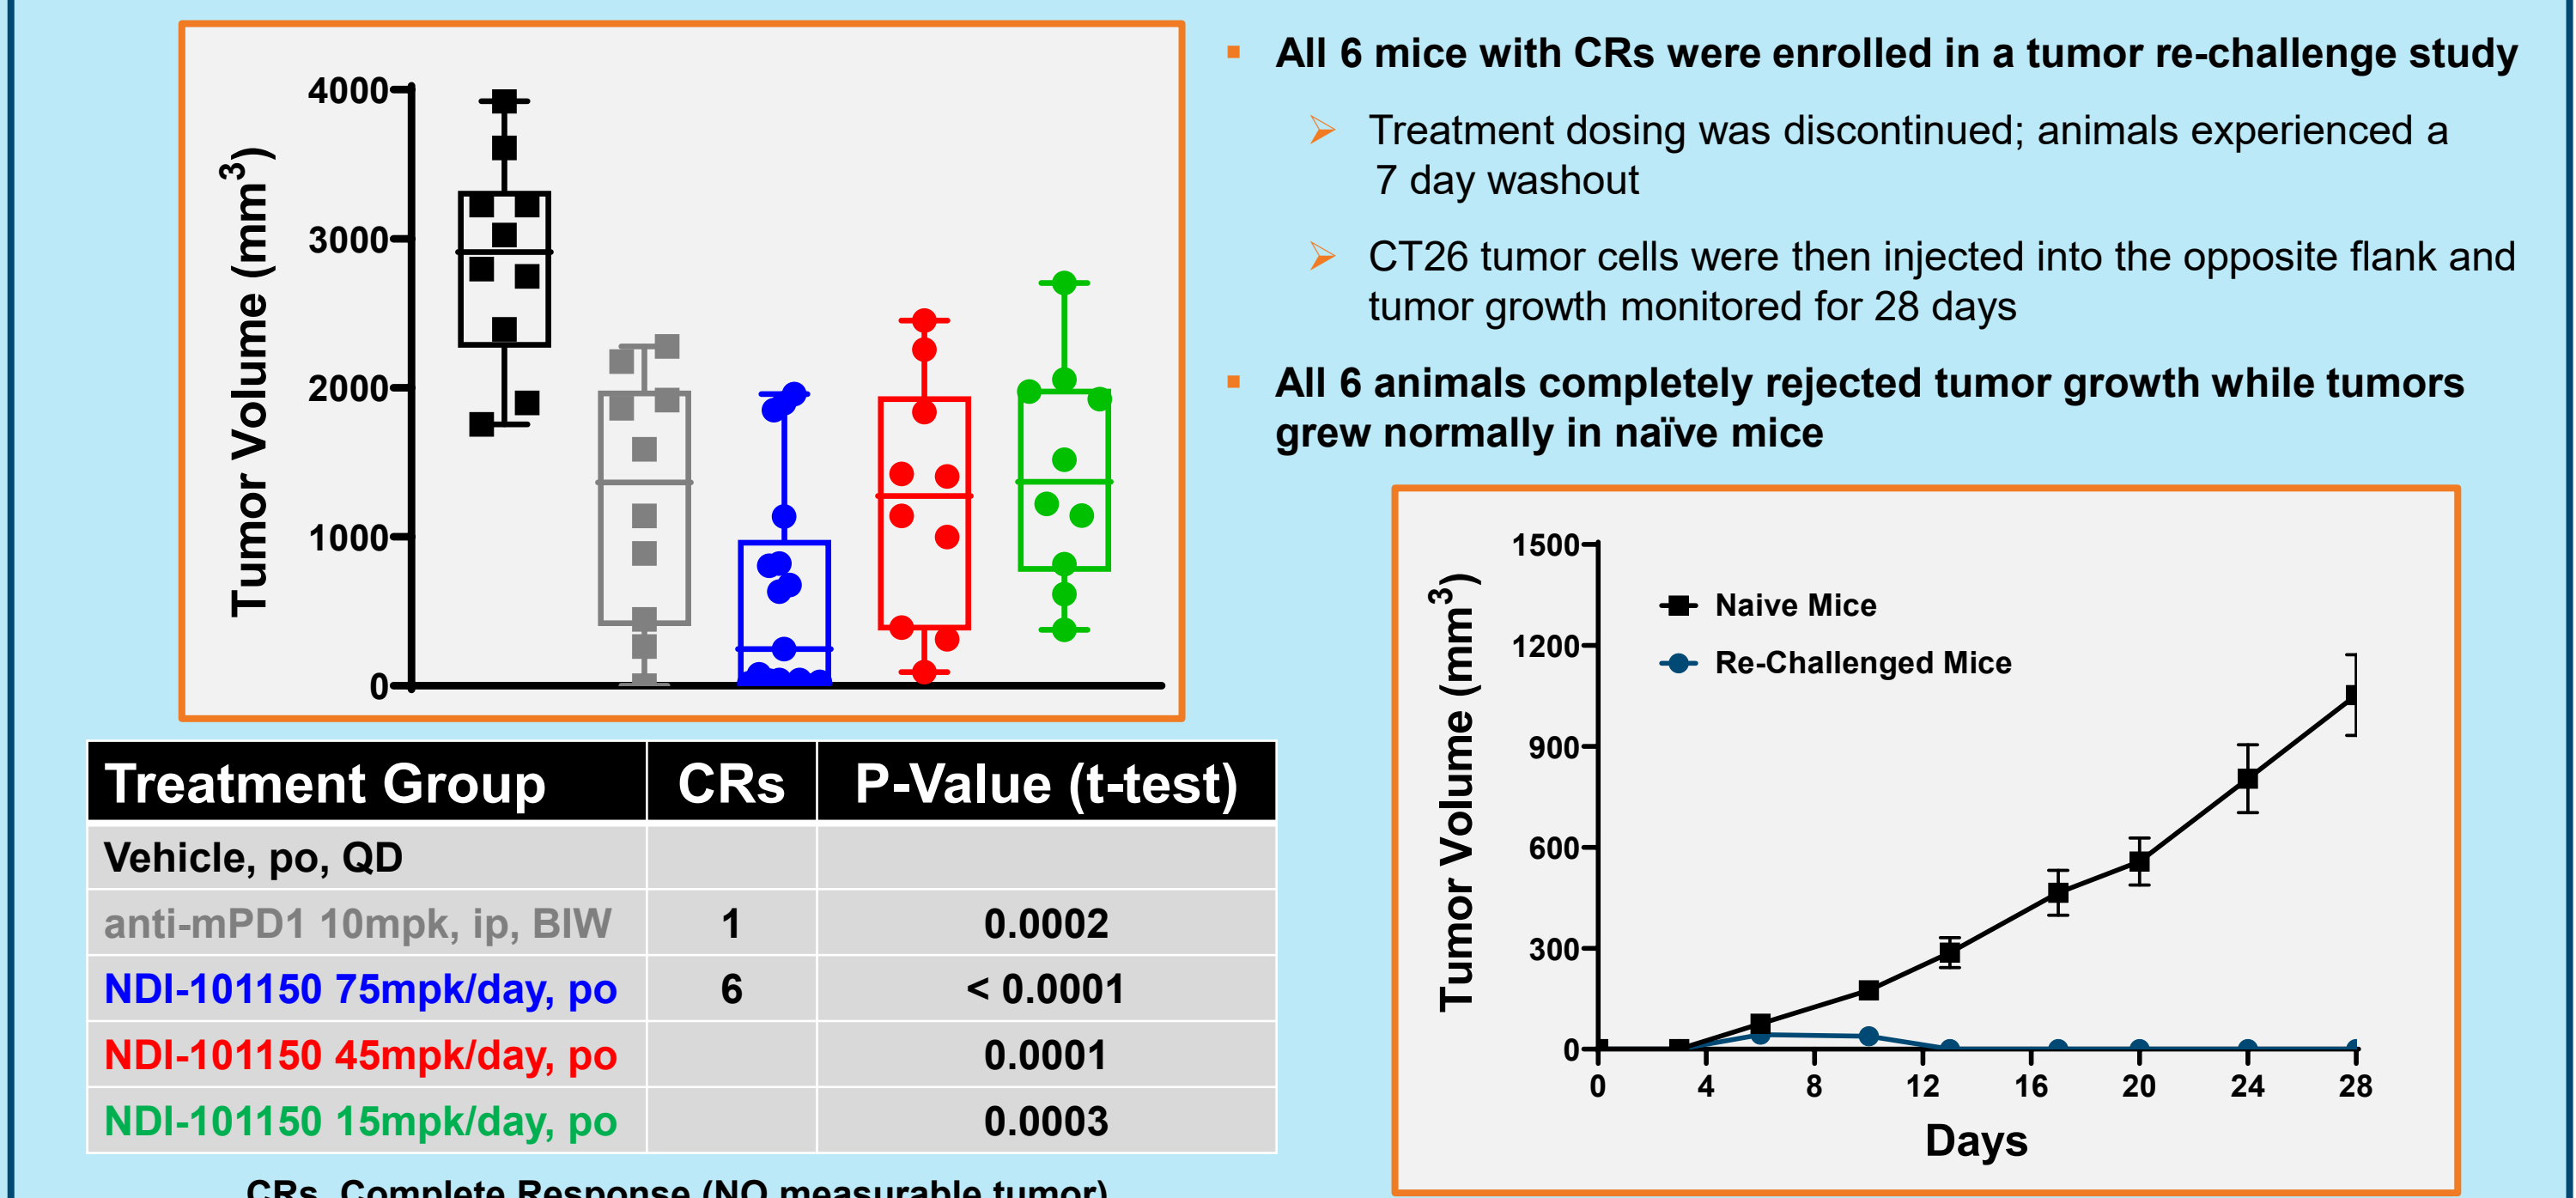 4000
3000
2000
1000
0
Tumor Volume (mm³)
▪ All 6 mice with CRs were enrolled in a tumor re-challenge study
➢ Treatment dosing was discontinued; animals experienced a
7 day washout
➢ CT26 tumor cells were then injected into the opposite flank and
tumor growth monitored for 28 days
▪ All 6 animals completely rejected tumor growth while tumors
grew normally in naïve mice
Treatment Group CRs P-Value (t-test)
Vehicle, po, QD
anti-mPD1 10mpk, ip, BIW 1 0.0002
NDI-101150 75mpk/day, po 6 < 0.0001
NDI-101150 45mpk/day, po 0.0001
NDI-101150 15mpk/day, po 0.0003
CRs, Complete Response (NO measurable tumor)
1500
1200
900
600
300
0
Tumor Volume (mm³)
Naive Mice
Re-Challenged Mice
0 4 8 12 16 20 24 28
Days